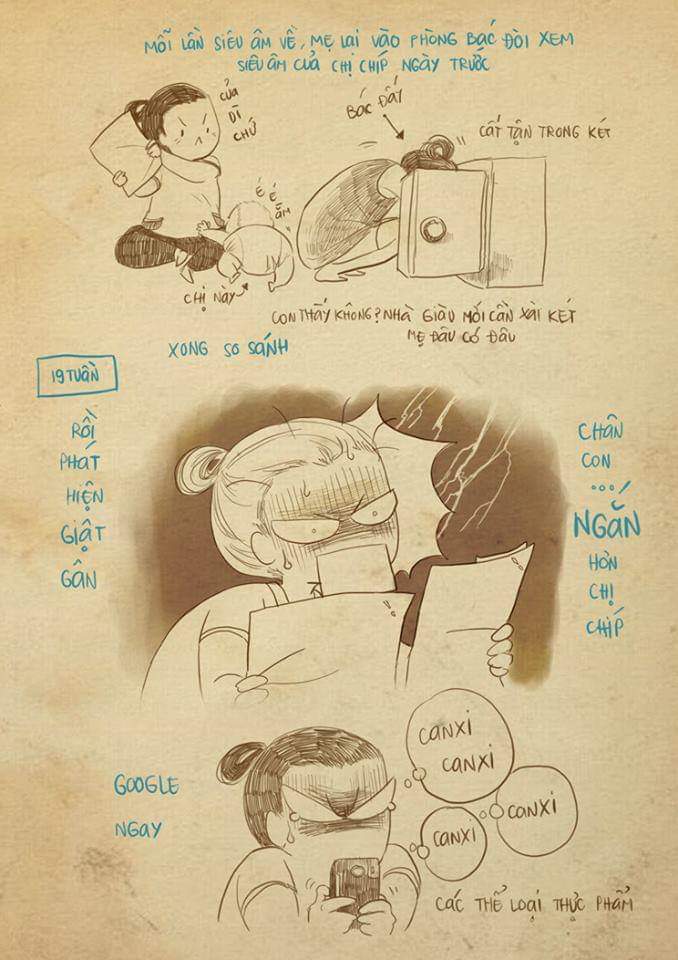 MỖI LẦN SIÊU ÂM VỀ, MẸ LẠI VÀO PHÒNG BÁC ĐÒI XEM
SIÊU ÂM CỦA CHỊ CHÍP NGÀY TRƯỚC
CỦA
DÌ
CHỨ
BÁC ĐẤY
CẤT TẬN TRONG KÉT
É
É
É
ẦM
CHỊ NÀY
CON THẤY KHÔNG? NHÀ GIÀU MỚI CẦN XÀI KÉT
MẸ ĐÂU CÓ ĐÂU
XONG SO SÁNH
19 TUẦN
RỒI
PHÁT
HIỆN
GIẬT
GÂN
CHÂN
CON
...
NGẮN
HƠN
CHỊ
CHÍP
GOOGLE
NGAY
CANXI
CANXI
CANXI
CANXI
CÁC THỂ LOẠI THỰC PHẨM